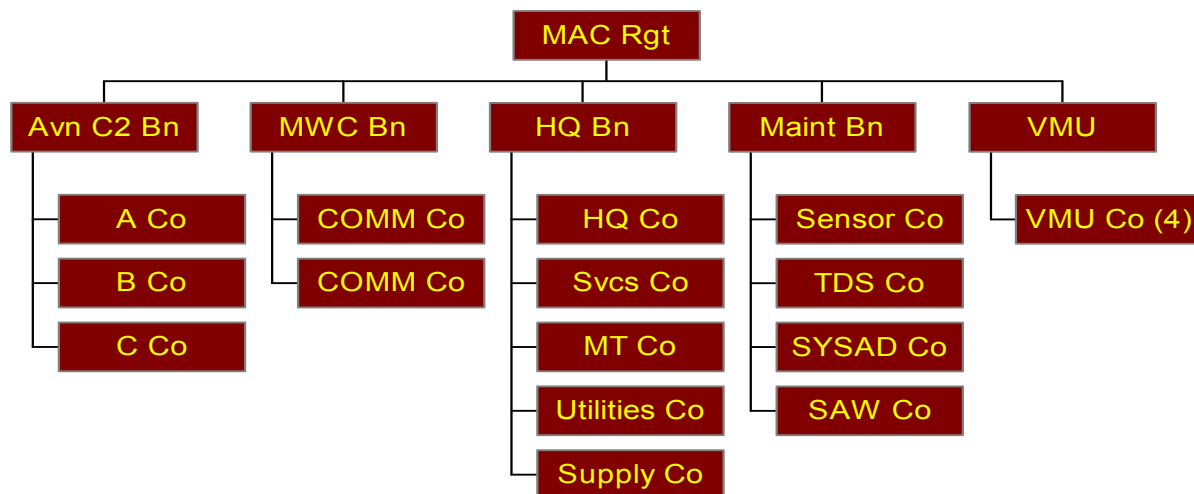 MAC Rgt
Avn C2 Bn
MWC Bn
HQ Bn
Maint Bn
VMU
A Co
COMM Co
HQ Co
Sensor Co
VMU Co (4)
B Co
COMM Co
Svcs Co
TDS Co
C Co
MT Co
SYSAD Co
Utilities Co
SAW Co
Supply Co